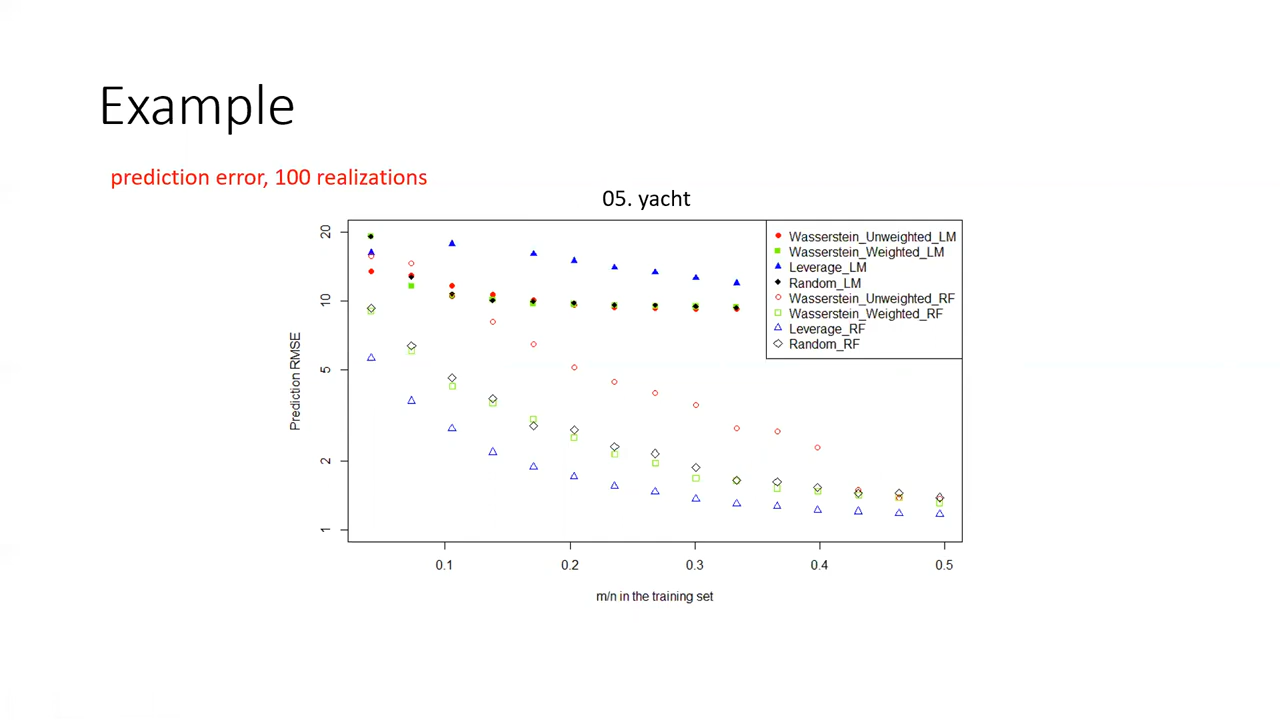 Example
prediction error, 100 realizations
05. yacht
Wasserstein_Unweighted_LM
Wasserstein_Weighted_LM
Leverage_LM
Random_LM
Wasserstein_Unweighted_RF
Wasserstein_Weighted_RF
Leverage_RF
Random_RF
Prediction RMSE
20
10
5
2
1
0.1 0.2 0.3 0.4 0.5
m/n in the training set